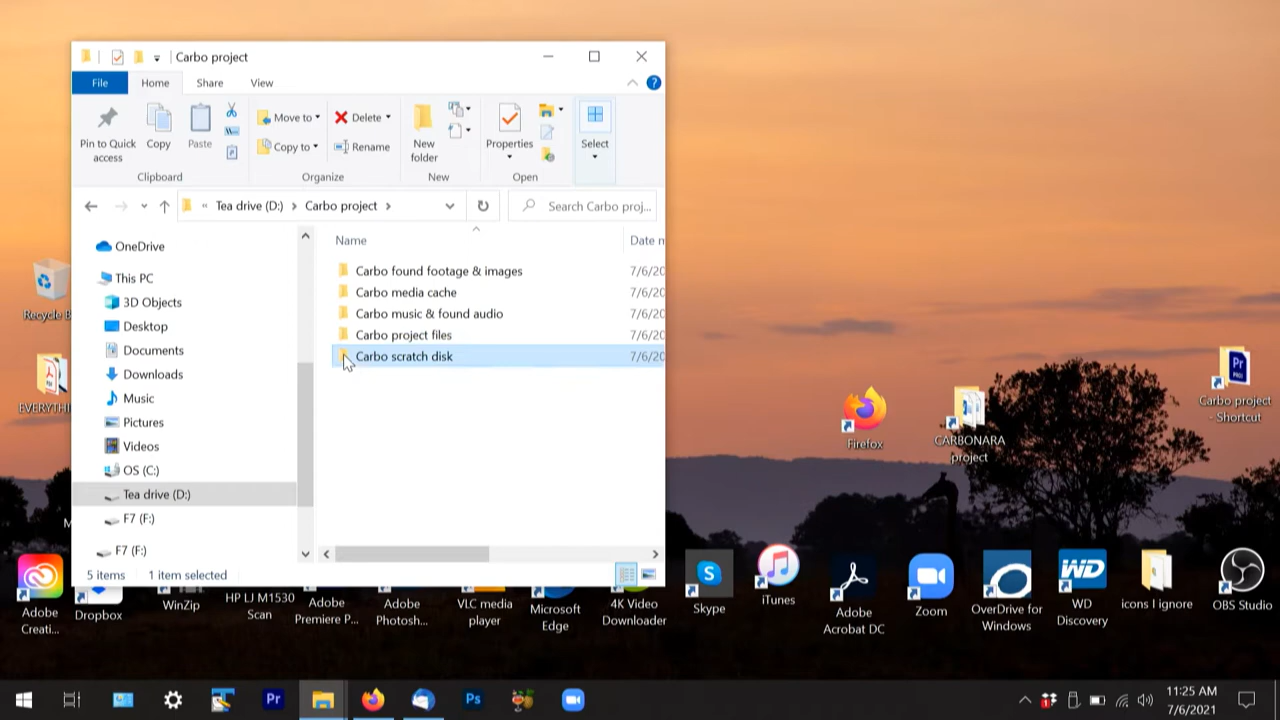 Carbo project
File Home Share View
Pin to Quick access
Copy
Paste
Move to
Copy to
Delete
Rename
New folder
Properties
Select
Clipboard Organize New Open
« Tea drive (D:) > Carbo project >
Search Carbo proj...
Name Date m
OneDrive
This PC
3D Objects
Desktop
Documents
Downloads
Music
Pictures
Videos
OS (C:)
Tea drive (D:)
F7 (F:)
F7 (F:)
Carbo found footage & images 7/6/20
Carbo media cache 7/6/20
Carbo music & found audio 7/6/20
Carbo project files 7/6/20
Carbo scratch disk 7/6/20
5 items 1 item selected
Recycle B
EVERYTHI
M
Firefox
CARBONARA project
Carbo project - Shortcut
Adobe Creati...
Dropbox
WinZip
HP LJ M1530 Scan
Adobe Premiere P...
Adobe Photosh...
VLC media player
Microsoft Edge
4K Video Downloader
Skype
iTunes
Adobe Acrobat DC
Zoom
OverDrive for Windows
WD Discovery
icons I ignore
OBS Studio
WD
Pr
Pr
Ps
11:25 AM
7/6/2021